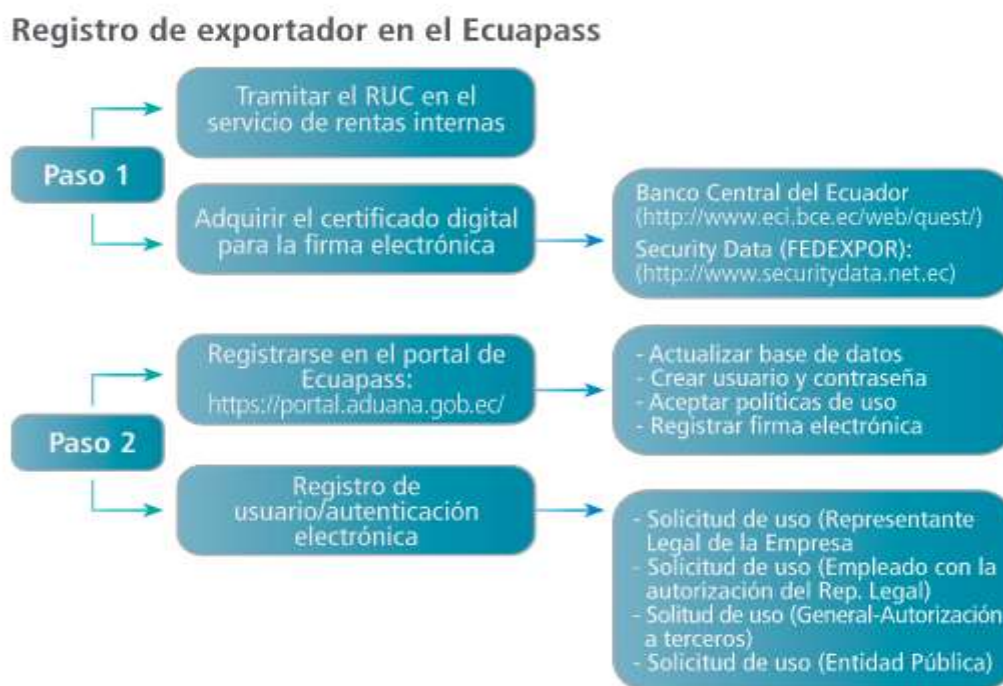 Registro de exportador en el Ecuapass
Paso 1
Tramitar el RUC en el
servicio de rentas internas
Adquirir el certificado digital
para la firma electrónica
Banco Central del Ecuador
(http://www.eci.bce.ec/web/quest/)
Security Data (FEDEXPOR):
(http://www.securitydata.net.ec)
Paso 2
Registrarse en el portal de
Ecuapass:
https://portal.aduana.gob.ec/
- Actualizar base de datos
- Crear usuario y contraseña
- Aceptar políticas de uso
- Registrar firma electrónica
Registro de
usuario/autenticación
electrónica
- Solicitud de uso (Representante
Legal de la Empresa
- Solicitud de uso (Empleado con la
autorización del Rep. Legal)
- Solitud de uso (General-Autorización
a terceros)
- Solicitud de uso (Entidad Pública)